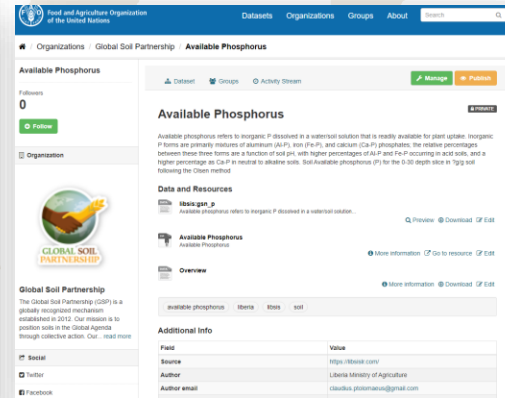 Food and Agriculture Organization
of the United Nations
Datasets Organizations Groups About Search
/ Organizations / Global Soil Partnership / Available Phosphorus
Available Phosphorus
Followers
0
Follow
Organization
GLOBAL SOIL
PARTNERSHIP
Global Soil Partnership
The Global Soil Partnership (GSP) is a
globally recognized mechanism
established in 2012. Our mission is to
position soils in the Global Agenda
through collective action. Our... read more
Social
Twitter
Facebook
Dataset Groups Activity Stream
Manage Publish
PRIVATE
Available Phosphorus
Available phosphorus refers to inorganic P dissolved in a water/soil solution that is readily available for plant uptake. Inorganic
P forms are primarily mixtures of aluminum (Al-P), iron (Fe-P), and calcium (Ca-P) phosphates, the relative percentages
between these three forms are a function of soil pH, with higher percentages of Al-P and Fe-P occurring in acid soils, and a
higher percentage as Ca-P in neutral to alkaline soils. Soil Available phosphorus (P) for the 0-30 depth slice in ?g/g soil
following the Olsen method
Data and Resources
libsis:gsn_p
Available phosphorus refers to inorganic P dissolved in a water/soil solution...
Preview Download Edit
Available Phosphorus
Available Phosphorus
More information Go to resource Edit
Overview
More information Download Edit
available phosphorus liberia libsis soil
Additional Info
Field Value
Source https://libsisl.com/
Author Liberia Ministry of Agriculture
Author email